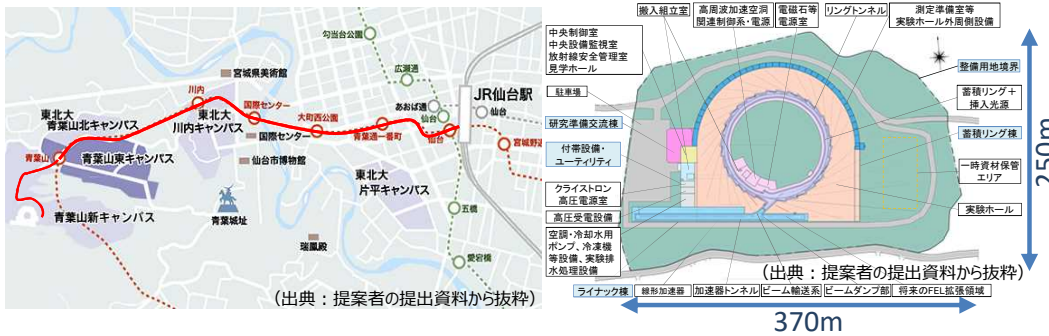 勾当台公園
広瀬通
宮城県美術館
川内
あおば通
JR仙台駅
東北大
青葉山北キャンパス
東北大
川内キャンパス
国際センター
大町西公園
仙台
仙台
国際センター
青葉通一番町
仙台
宮城野通
青葉山
青葉山東キャンパス
仙台市博物館
東北大
片平キャンパス
青葉山新キャンパス
青葉城址
五橋
瑞鳳殿
愛宕橋
(出典:提案者の提出資料から抜粋)
搬入組立室
高周波加速空洞
関連制御系・電源
電磁石等
電源室
リングトンネル
測定準備室等
実験ホール外周側設備
中央制御室
中央設備監視室
放射線安全管理室
見学ホール
整備用地境界
駐車場
蓄積リング+
挿入光源
研究準備交流棟
蓄積リング棟
付帯設備・
ユーティリティ
一時資材保管
エリア
クライストロン
高圧電源室
実験ホール
高圧受電設備
空調・冷却水用
ポンプ、冷凍機
等設備、実験排
水処理設備
(出典:提案者の提出資料から抜粋)
ライナック棟
線形加速器
加速器トンネル
ビーム輸送系
ビームダンプ部
将来のFEL拡張領域
250m
370m